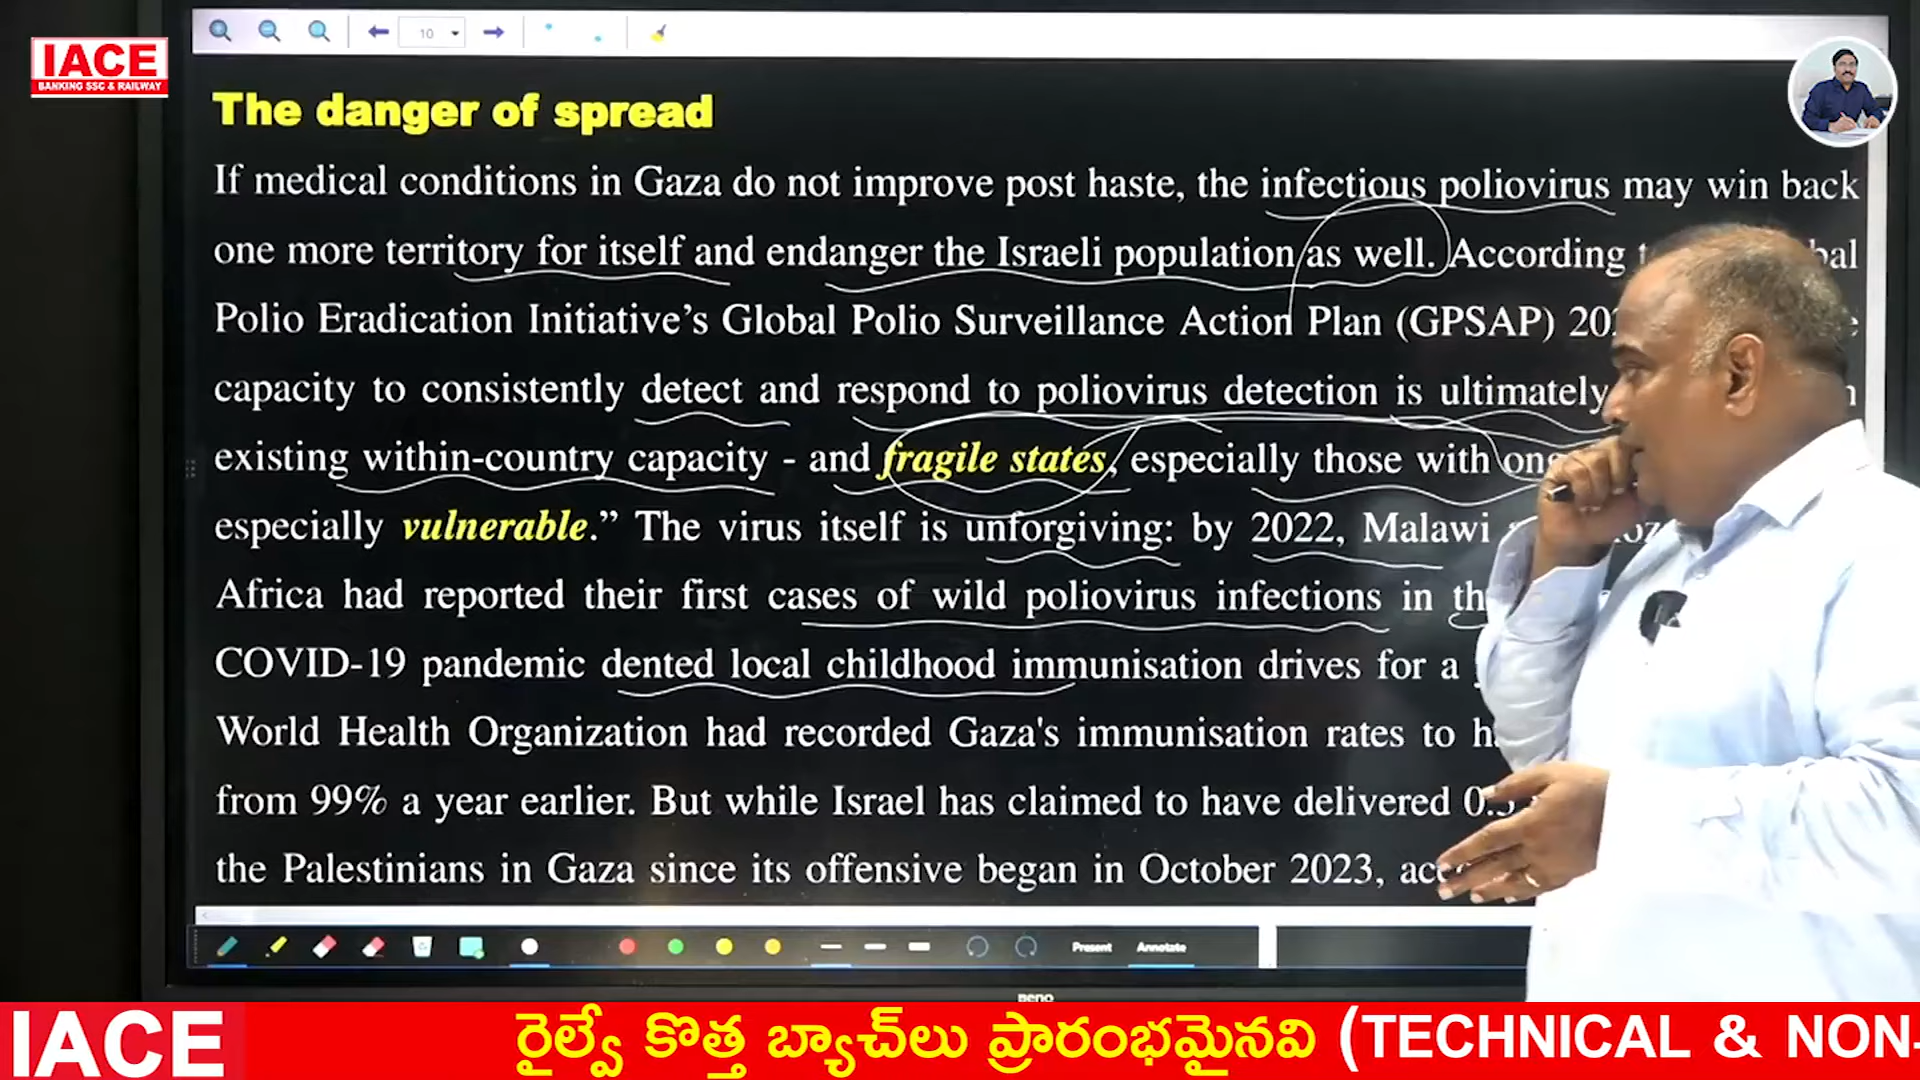 IACE
BANKING SSC & RAILWAY
10
The danger of spread
If medical conditions in Gaza do not improve post haste, the infectious poliovirus may win back
one more territory for itself and endanger the Israeli population as well. According
Polio Eradication Initiative’s Global Polio Surveillance Action Plan (GPSAP)
capacity to consistently detect and respond to poliovirus detection is ultimately
existing within-country capacity - and fragile states, especially those with
especially vulnerable.” The virus itself is unforgiving: by 2022, Malawi
Africa had reported their first cases of wild poliovirus infections in
COVID-19 pandemic dented local childhood immunisation drives for a
World Health Organization had recorded Gaza's immunisation rates to
from 99% a year earlier. But while Israel has claimed to have delivered
the Palestinians in Gaza since its offensive began in October 2023,
Present Annotate
BenQ
IACE రైల్వే కొత్త బ్యాచ్‌లు ప్రారంభమైనవి (TECHNICAL & NON-